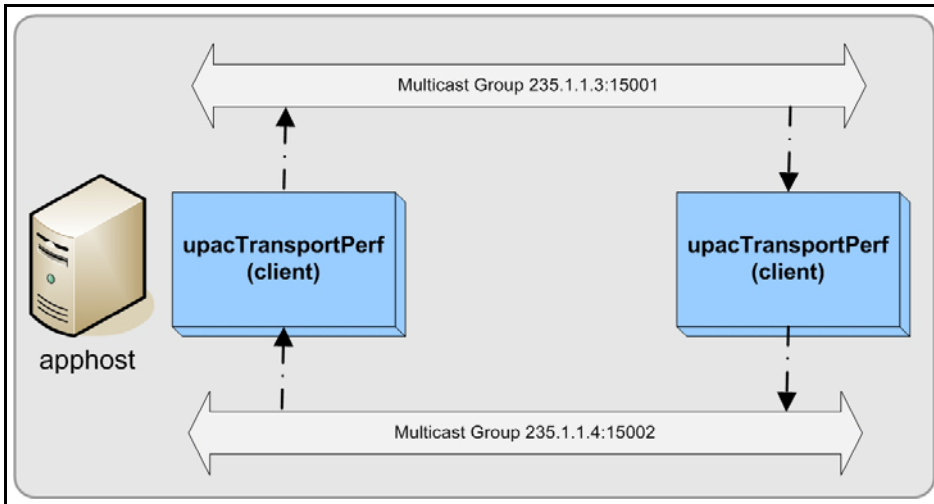 Multicast Group 235.1.1.3:15001
upacTransportPerf
(client)
upacTransportPerf
(client)
apphost
Multicast Group 235.1.1.4:15002